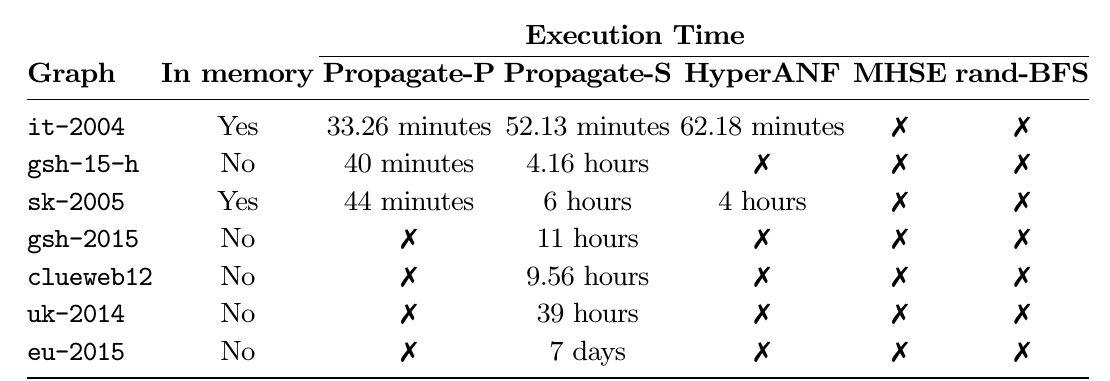 Execution Time
Graph In memory Propagate-P Propagate-S HyperANF MHSE rand-BFS
it-2004 Yes 33.26 minutes 52.13 minutes 62.18 minutes ✗ ✗
gsh-15-h No 40 minutes 4.16 hours ✗ ✗ ✗
sk-2005 Yes 44 minutes 6 hours 4 hours ✗ ✗
gsh-2015 No ✗ 11 hours ✗ ✗ ✗
clueweb12 No ✗ 9.56 hours ✗ ✗ ✗
uk-2014 No ✗ 39 hours ✗ ✗ ✗
eu-2015 No ✗ 7 days ✗ ✗ ✗